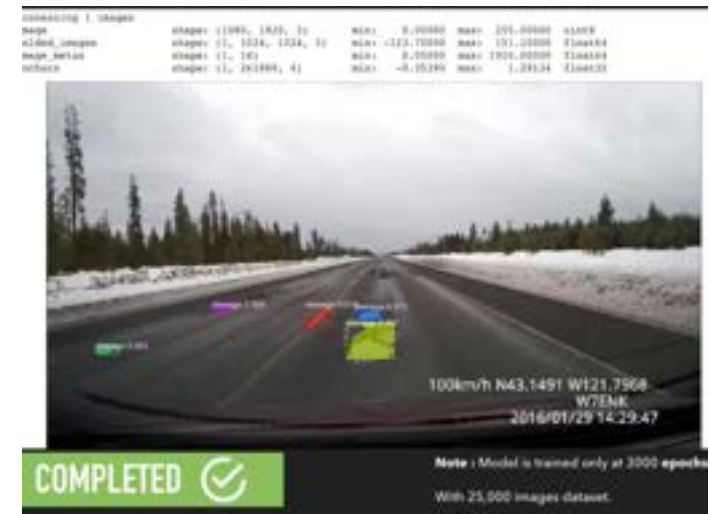 Processing 1 images
image shape: (1080, 1920, 3) min: 0.00000 max: 255.00000 uint8
molded_images shape: (1, 1024, 1024, 3) min: -123.70000 max: 151.10000 float64
image_metas shape: (1, 14) min: 0.00000 max: 1920.00000 float64
anchors shape: (1, 261888, 4) min: -0.35390 max: 1.29134 float32
100km/h N43.1491 W121.7968
W7ENK
2016/01/29 14:29:47
COMPLETED
Note : Model is trained only at 3000 epochs
With 25,000 images dataset.